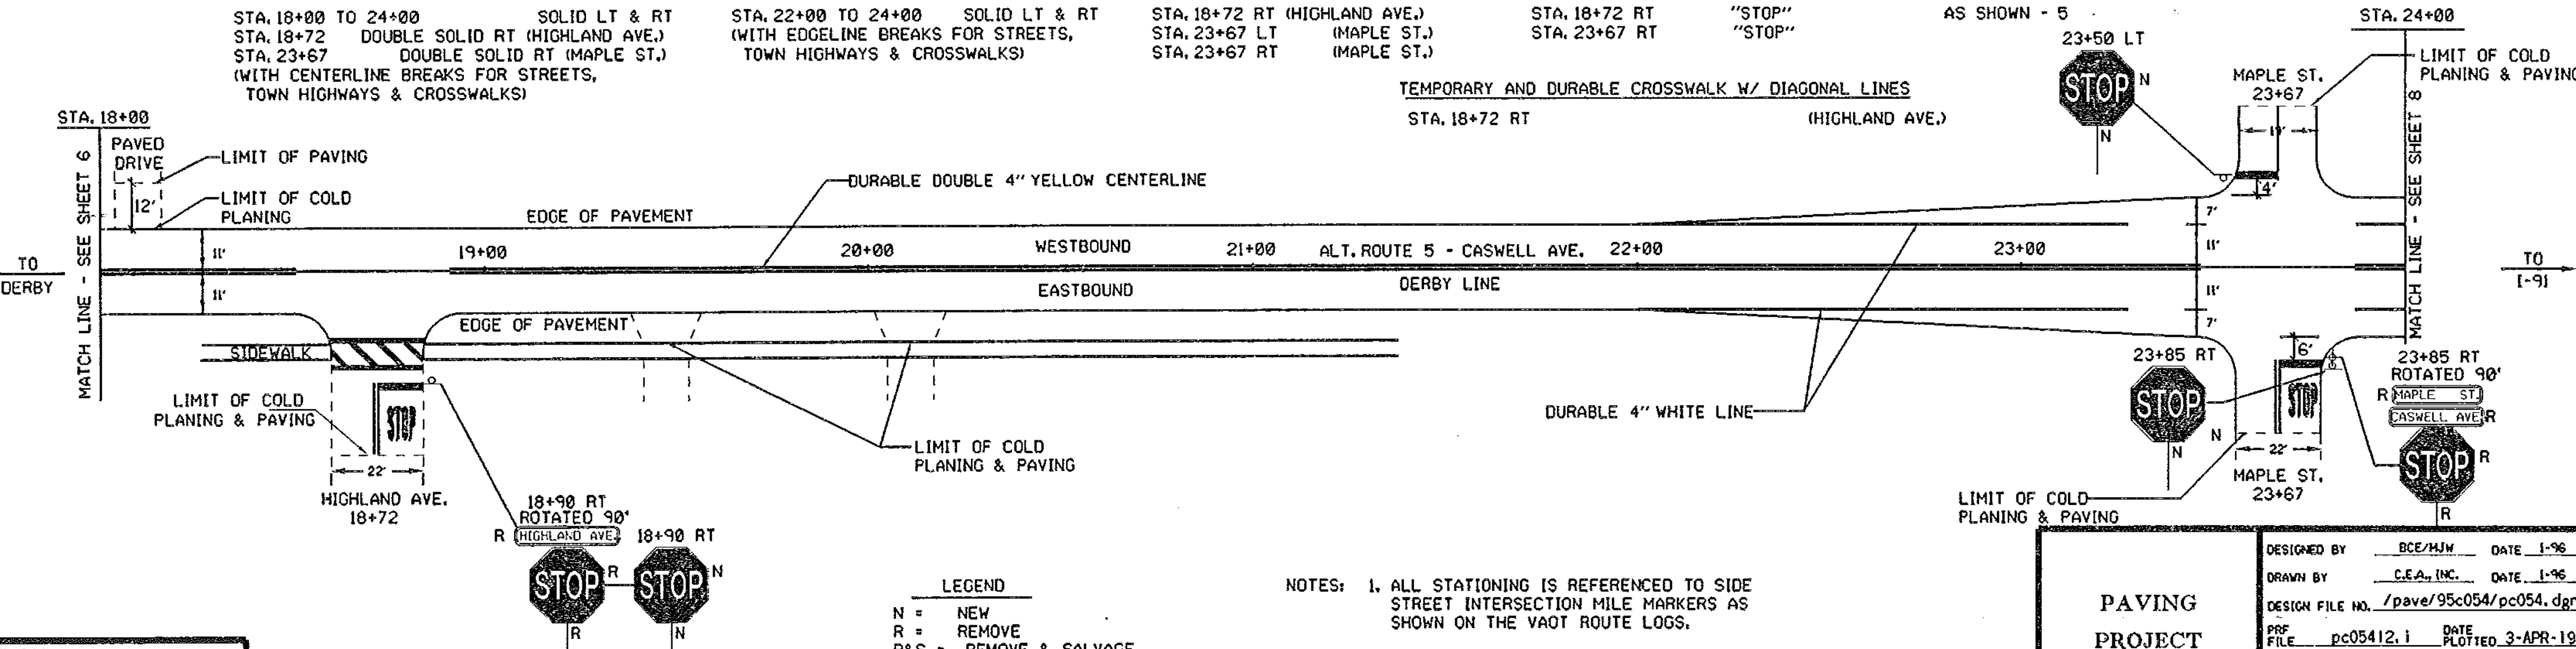 STA. 18+00 TO 24+00 SOLID LT & RT
STA. 18+72 DOUBLE SOLID RT (HIGHLAND AVE.)
STA. 23+67 DOUBLE SOLID RT (MAPLE ST.)
(WITH CENTERLINE BREAKS FOR STREETS,
TOWN HIGHWAYS & CROSSWALKS)
STA. 22+00 TO 24+00 SOLID LT & RT
(WITH EDGELINE BREAKS FOR STREETS,
TOWN HIGHWAYS & CROSSWALKS)
STA. 18+72 RT (HIGHLAND AVE.)
STA. 23+67 LT (MAPLE ST.)
STA. 23+67 RT (MAPLE ST.)
STA. 18+72 RT "STOP"
STA. 23+67 RT "STOP"
AS SHOWN - 5
TEMPORARY AND DURABLE CROSSWALK W/ DIAGONAL LINES
STA. 18+72 RT (HIGHLAND AVE.)
23+50 LT
STOP
N
N
STA. 24+00
LIMIT OF COLD
PLANING & PAVING
MAPLE ST.
23+67
19'
4'
STA. 18+00
MATCH LINE - SEE SHEET 6
PAVED
DRIVE
LIMIT OF PAVING
12'
LIMIT OF COLD
PLANING
EDGE OF PAVEMENT
DURABLE DOUBLE 4" YELLOW CENTERLINE
TO
DERBY
11'
11'
19+00
20+00
WESTBOUND
21+00
ALT. ROUTE 5 - CASWELL AVE.
22+00
23+00
EASTBOUND
DERBY LINE
7'
11'
11'
7'
MATCH LINE - SEE SHEET 8
TO
I-91
EDGE OF PAVEMENT
SIDEWALK
LIMIT OF COLD
PLANING & PAVING
STOP
22'
HIGHLAND AVE.
18+72
LIMIT OF COLD
PLANING & PAVING
DURABLE 4" WHITE LINE
23+85 RT
STOP
N
N
6'
STOP
22'
MAPLE ST.
23+67
LIMIT OF COLD
PLANING & PAVING
23+85 RT
ROTATED 90'
R MAPLE ST.
CASWELL AVE R
STOP
R
R
18+90 RT
ROTATED 90'
R HIGHLAND AVE.
STOP
R
R
18+90 RT
STOP
N
N
LEGEND
N = NEW
R = REMOVE
R&S = REMOVE & SALVAGE
NOTES: 1. ALL STATIONING IS REFERENCED TO SIDE
STREET INTERSECTION MILE MARKERS AS
SHOWN ON THE VAOT ROUTE LOGS.
PAVING
PROJECT
DESIGNED BY BCE/HJW DATE 1-96
DRAWN BY C.E.A., INC. DATE 1-96
DESIGN FILE NO. /pave/95c054/pc054.dgn
PRF FILE pc05412.i DATE PLOTTED 3-APR-19